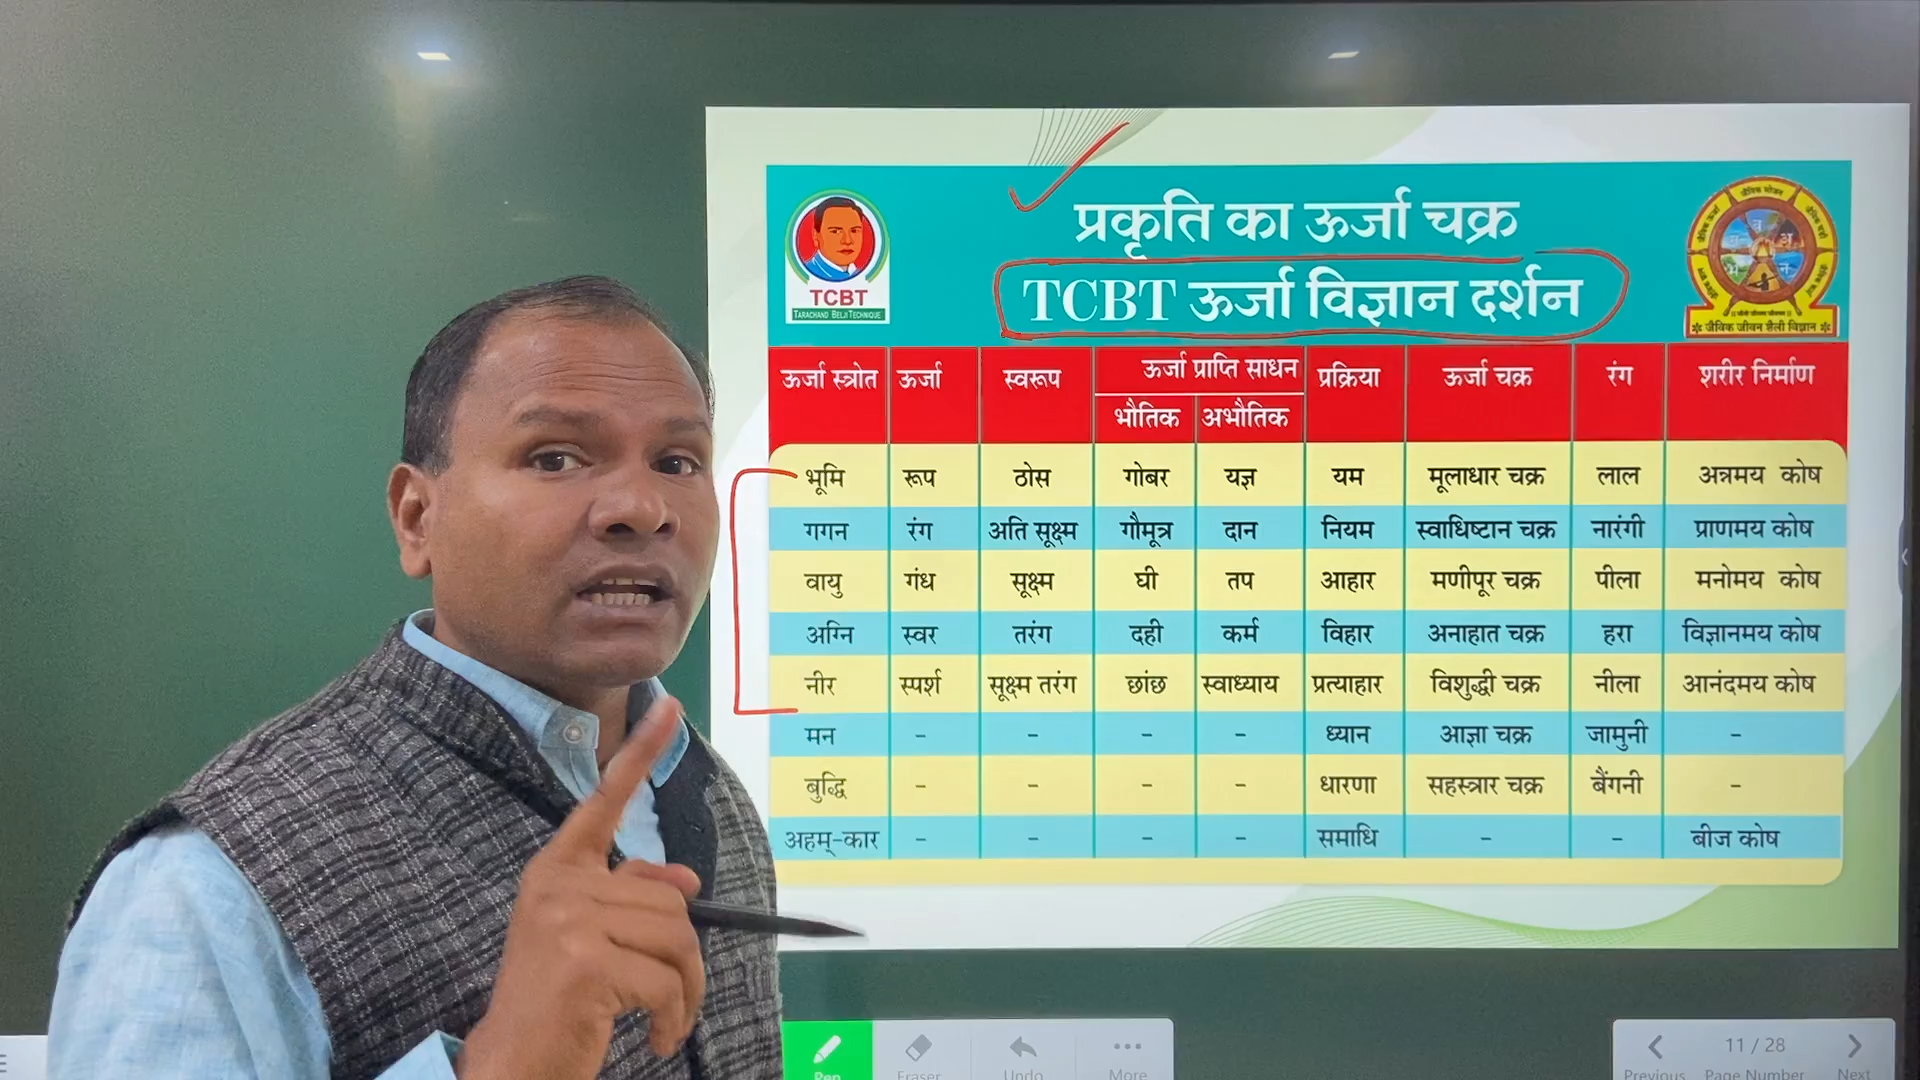 प्रकृति का ऊर्जा चक्र
TCBT ऊर्जा विज्ञान दर्शन
TCBT
TARACHAND BELJI TECHNIQUE
जैविक जीवन शैली विज्ञान
ऊर्जा स्त्रोत ऊर्जा स्वरूप ऊर्जा प्राप्ति साधन प्रक्रिया ऊर्जा चक्र रंग शरीर निर्माण
भौतिक अभौतिक
भूमि रूप ठोस गोबर यज्ञ यम मूलाधार चक्र लाल अन्नमय कोष
गगन रंग अति सूक्ष्म गौमूत्र दान नियम स्वाधिष्टान चक्र नारंगी प्राणमय कोष
वायु गंध सूक्ष्म घी तप आहार मणीपूर चक्र पीला मनोमय कोष
अग्नि स्वर तरंग दही कर्म विहार अनाहात चक्र हरा विज्ञानमय कोष
नीर स्पर्श सूक्ष्म तरंग छांछ स्वाध्याय प्रत्याहार विशुद्धी चक्र नीला आनंदमय कोष
मन - - - - ध्यान आज्ञा चक्र जामुनी -
बुद्धि - - - - धारणा सहस्त्रार चक्र बैंगनी -
अहम्-कार - - - - समाधि - - बीज कोष
Pen Eraser Undo More
11 / 28
Previous Page Number Next